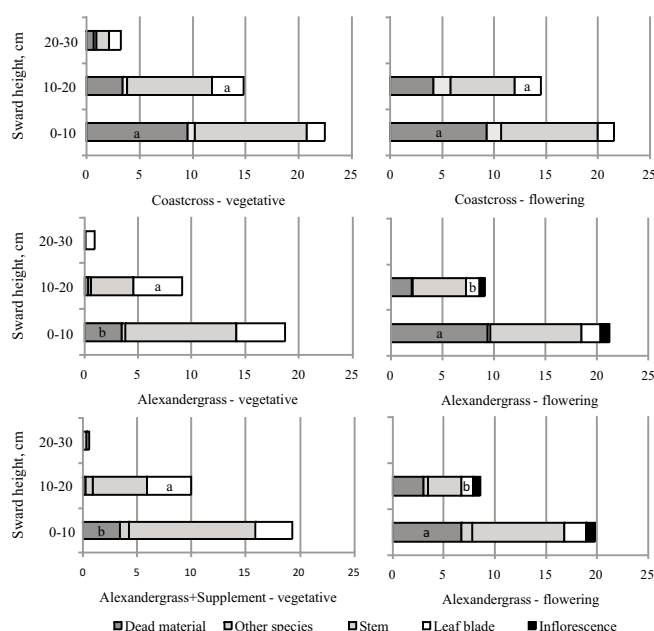 Sward height, cm
20-30
10-20
a
a
0-10
a
a
0 5 10 15 20 25
0 5 10 15 20 25
Coastcross - vegetative
Coastcross - flowering
Sward height, cm
20-30
10-20
a
b
0-10
b
a
0 5 10 15 20 25
0 5 10 15 20 25
Alexandergrass - vegetative
Alexandergrass - flowering
Sward height, cm
20-30
10-20
a
b
0-10
b
a
0 5 10 15 20 25
0 5 10 15 20 25
Alexandergrass+Supplement - vegetative
Alexandergrass - flowering
Dead material Other species Stem Leaf blade Inflorescence